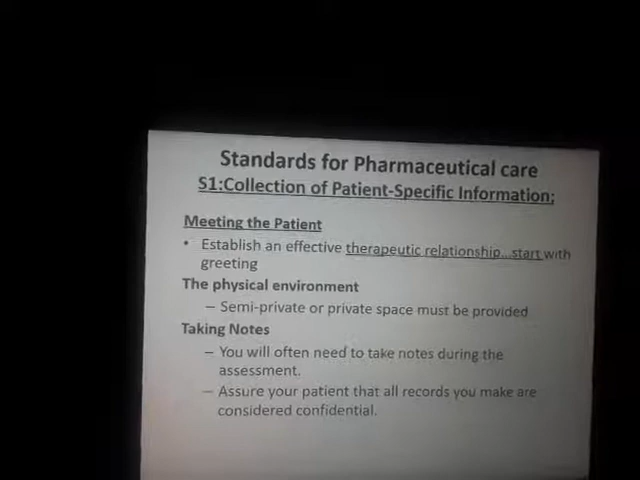 Standards for Pharmaceutical care
S1:Collection of Patient-Specific Information;
Meeting the Patient
• Establish an effective therapeutic relationship...start with
greeting
The physical environment
– Semi-private or private space must be provided
Taking Notes
– You will often need to take notes during the
assessment.
– Assure your patient that all records you make are
considered confidential.